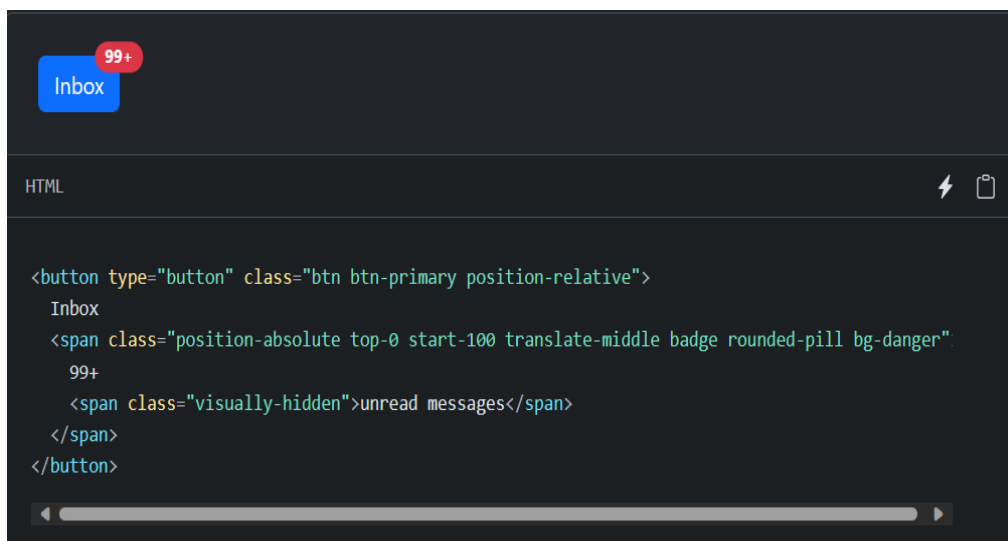 99+
Inbox
HTML
<button type="button" class="btn btn-primary position-relative">
  Inbox
  <span class="position-absolute top-0 start-100 translate-middle badge rounded-pill bg-danger"
    99+
    <span class="visually-hidden">unread messages</span>
  </span>
</button>